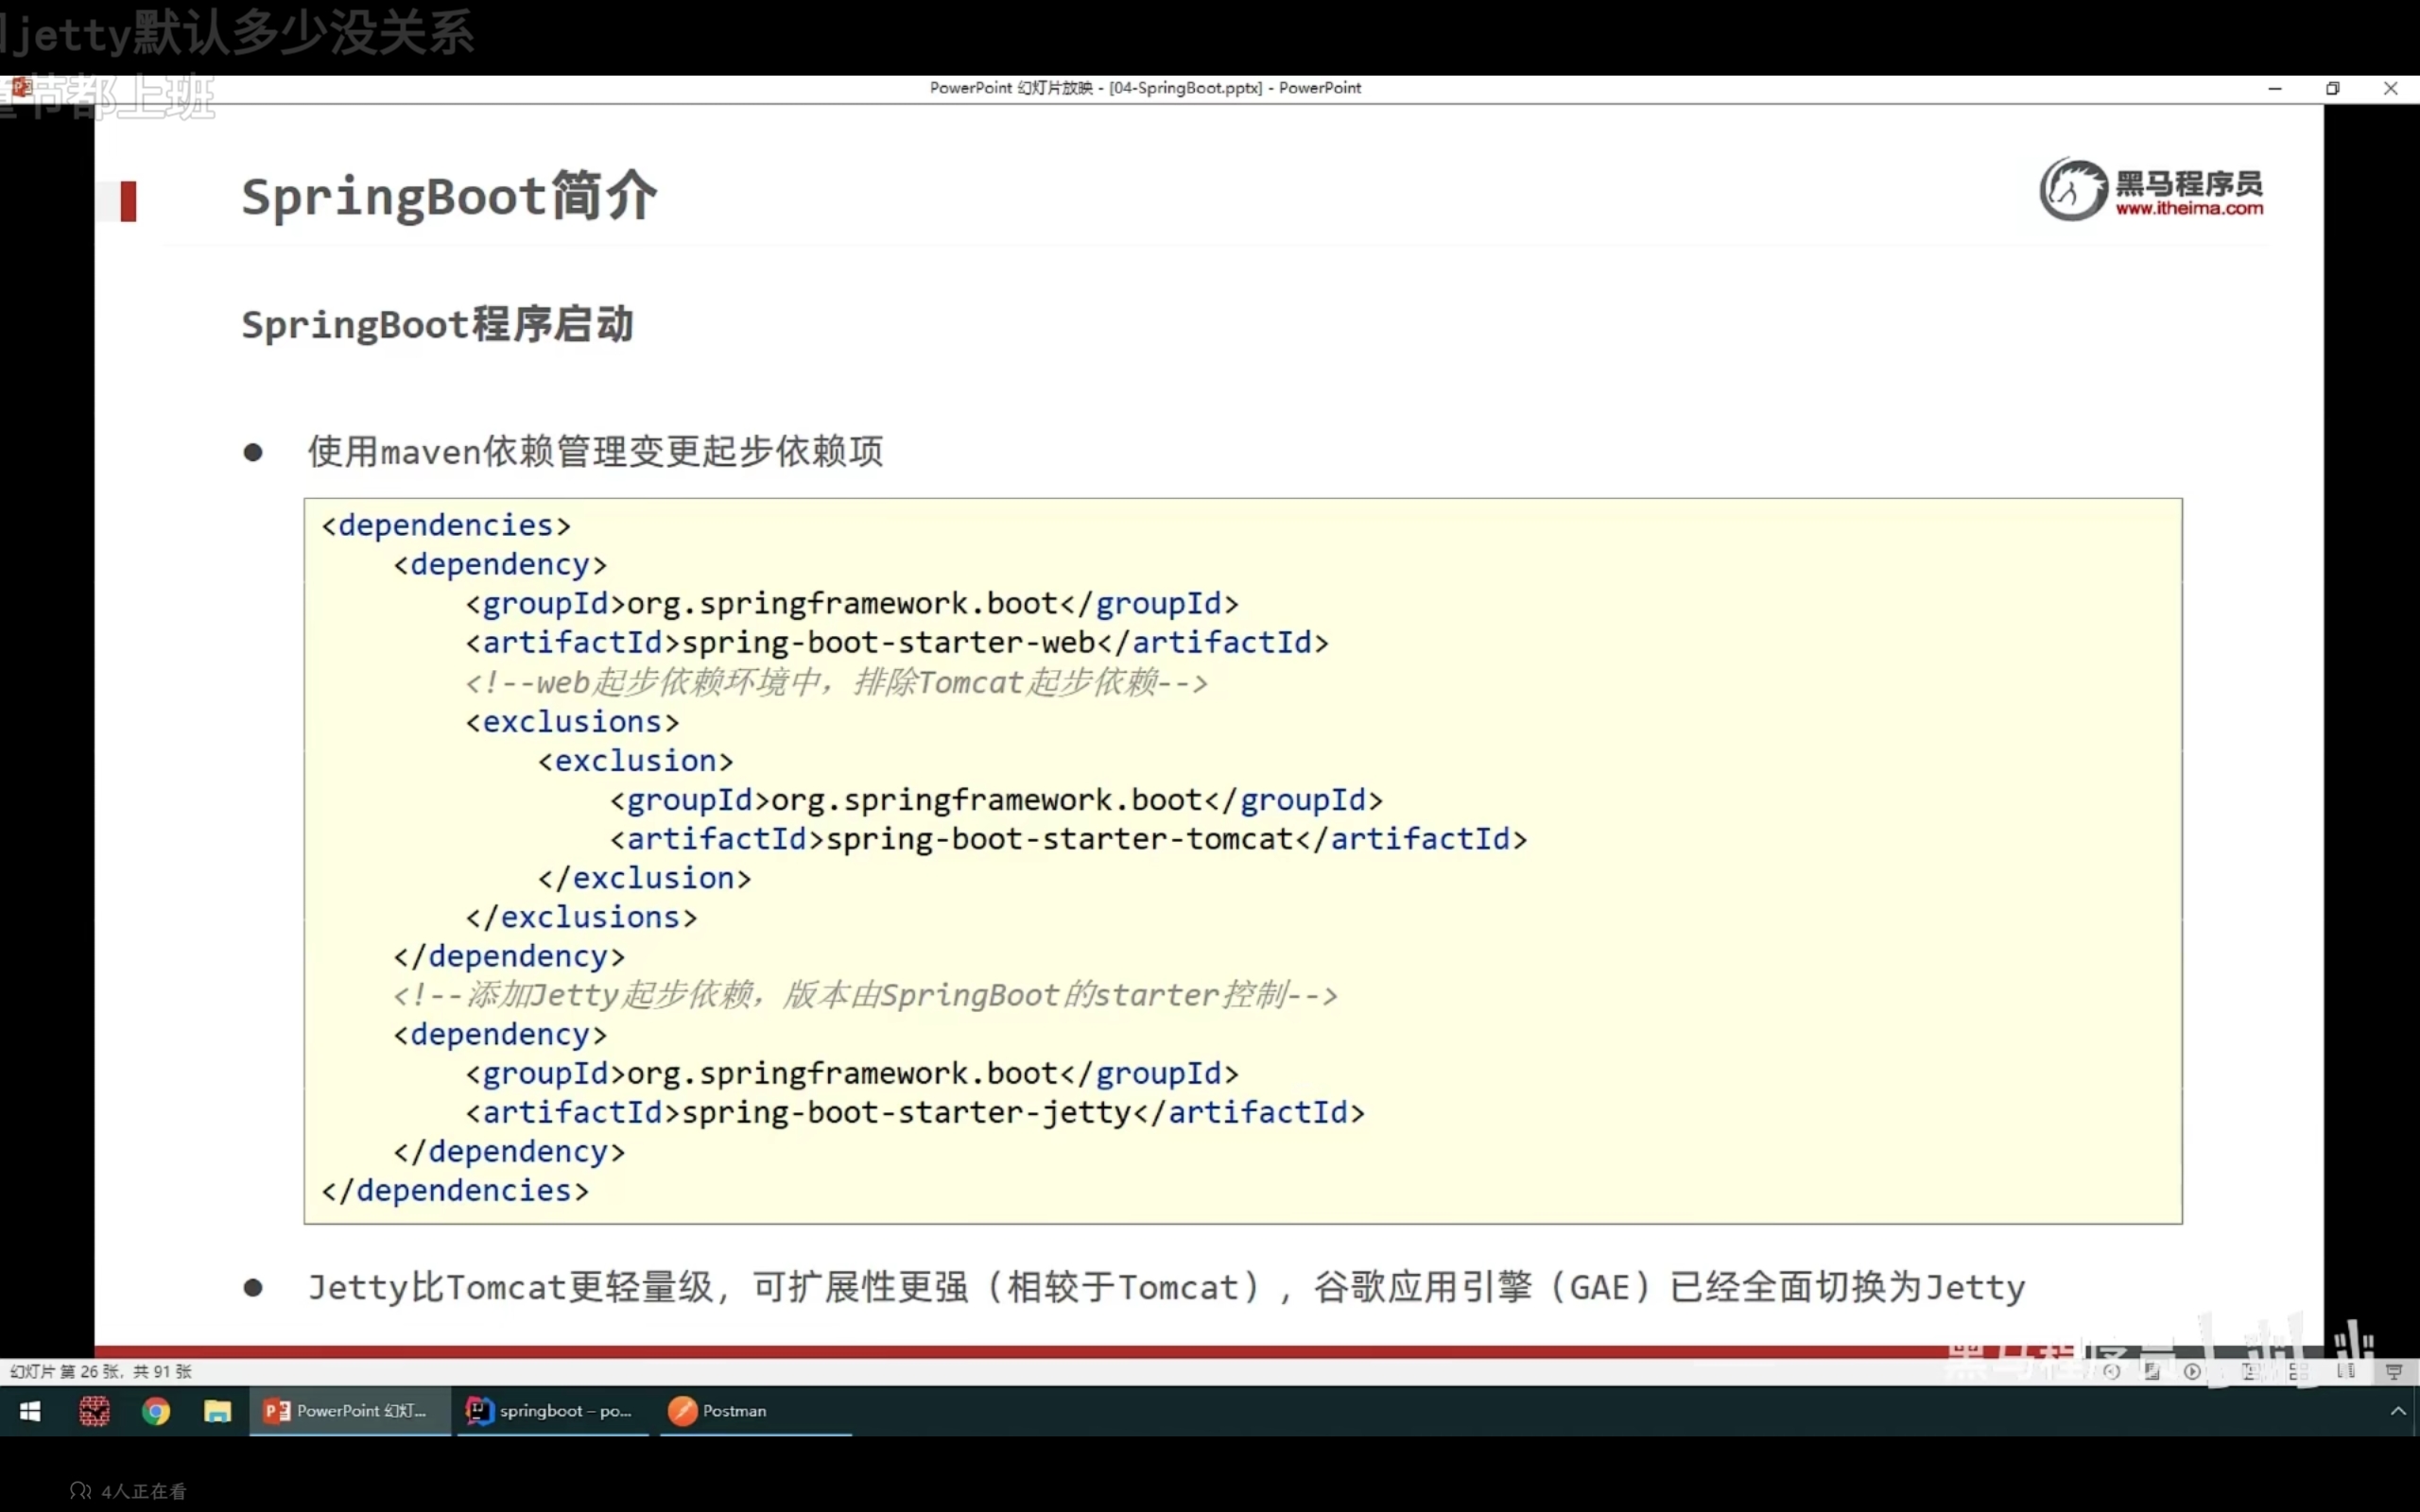 jetty默认多少没关系
PowerPoint 幻灯片放映 - [04-SpringBoot.pptx] - PowerPoint
节都上班
SpringBoot简介
黑马程序员
www.itheima.com
SpringBoot程序启动
● 使用maven依赖管理变更起步依赖项
<dependencies>
<dependency>
<groupId>org.springframework.boot</groupId>
<artifactId>spring-boot-starter-web</artifactId>
<!--web起步依赖环境中，排除Tomcat起步依赖-->
<exclusions>
<exclusion>
<groupId>org.springframework.boot</groupId>
<artifactId>spring-boot-starter-tomcat</artifactId>
</exclusion>
</exclusions>
</dependency>
<!--添加Jetty起步依赖，版本由SpringBoot的starter控制-->
<dependency>
<groupId>org.springframework.boot</groupId>
<artifactId>spring-boot-starter-jetty</artifactId>
</dependency>
</dependencies>
● Jetty比Tomcat更轻量级，可扩展性更强（相较于Tomcat），谷歌应用引擎（GAE）已经全面切换为Jetty
黑马程序员
幻灯片 第 26 张，共 91 张
PowerPoint 幻灯...
springboot – po...
Postman
4人正在看